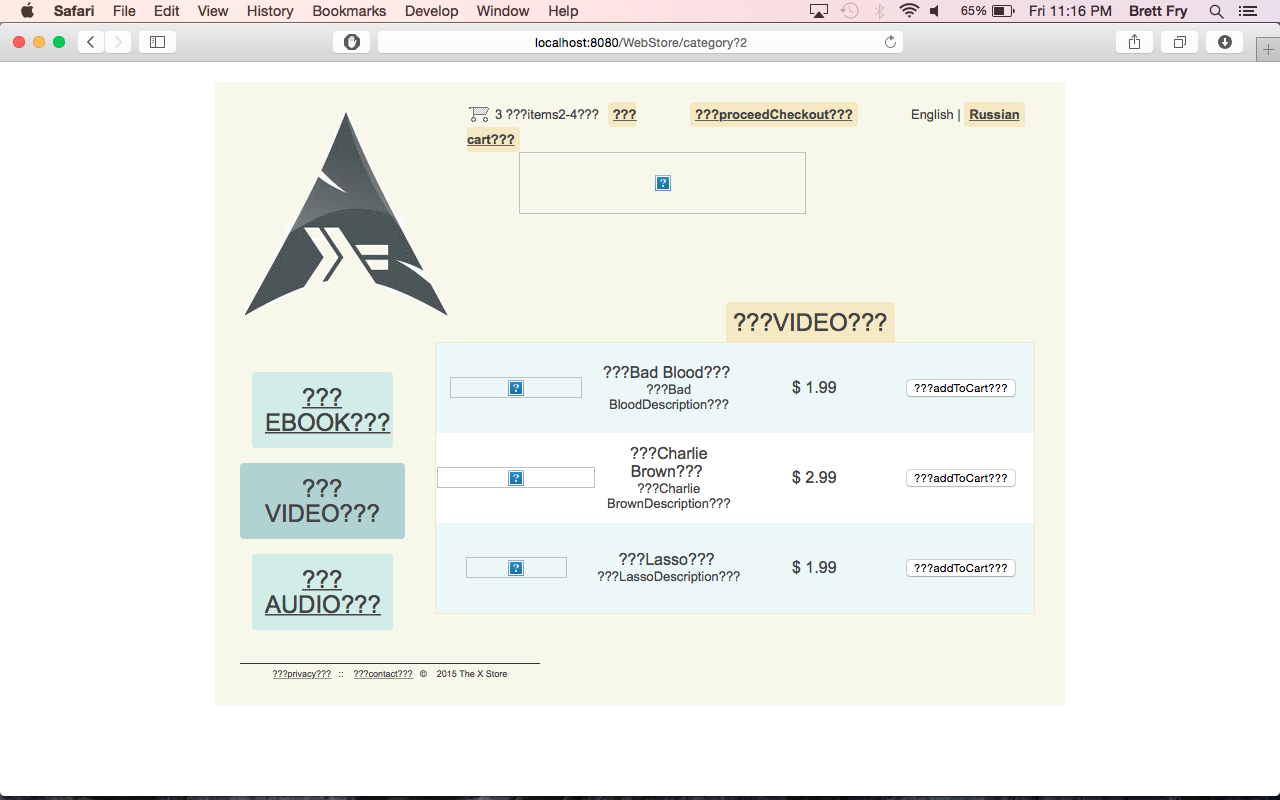 Safari File Edit View History Bookmarks Develop Window Help 65% Fri 11:16 PM Brett Fry
localhost:8080/WebStore/category?2
3 ???items2-4??? ???
cart???
???proceedCheckout???
English | Russian
???VIDEO???
???
EBOOK???
???
VIDEO???
???
AUDIO???
???Bad Blood???
???Bad
BloodDescription???
$ 1.99
???addToCart???
???Charlie
Brown???
???Charlie
BrownDescription???
$ 2.99
???addToCart???
???Lasso???
???LassoDescription???
$ 1.99
???addToCart???
???privacy??? :: ???contact??? © 2015 The X Store